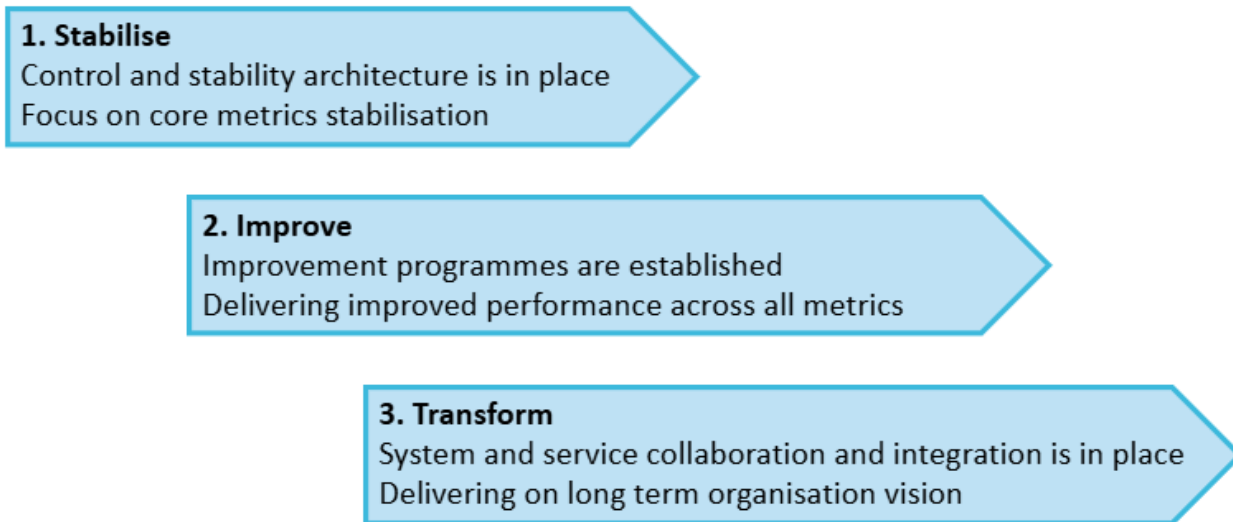 1. Stabilise
Control and stability architecture is in place
Focus on core metrics stabilisation
2. Improve
Improvement programmes are established
Delivering improved performance across all metrics
3. Transform
System and service collaboration and integration is in place
Delivering on long term organisation vision